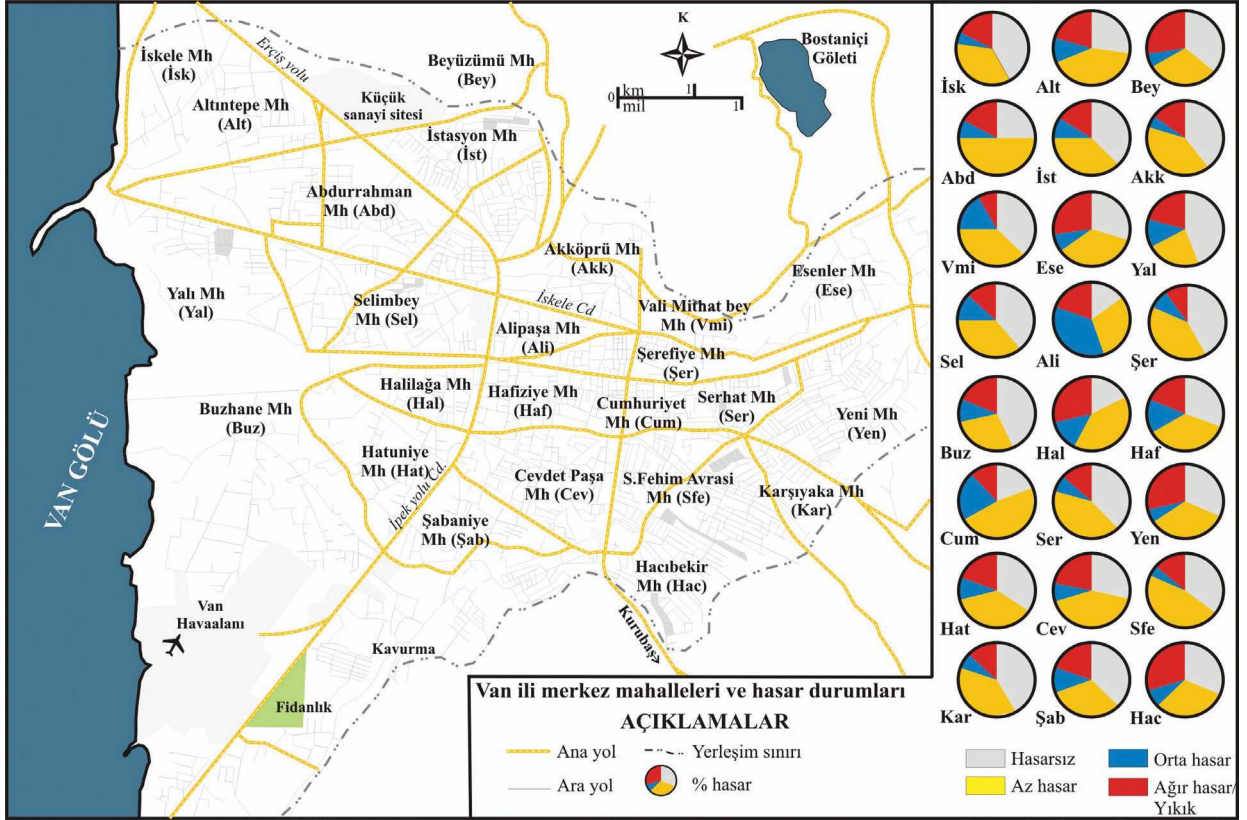 K
Bostaniçi
Göleti
0 km 1
mil 1
İskele Mh
(İsk)
Erçiş yolu
Beyüzümü Mh
(Bey)
Altıntepe Mh
(Alt)
Küçük
sanayi sitesi
İstasyon Mh
(İst)
Abdurrahman
Mh (Abd)
Akköprü Mh
(Akk)
Esenler Mh
(Ese)
Yalı Mh
(Yal)
Selimbey
Mh (Sel)
İskele Cd
Vali Mithat bey
Mh (Vmi)
Alipaşa Mh
(Ali)
Şerefiye Mh
(Şer)
Halilağa Mh
(Hal)
Hafiziye Mh
(Haf)
Cumhuriyet
Mh (Cum)
Serhat Mh
(Ser)
Buzhane Mh
(Buz)
Yeni Mh
(Yen)
VAN GÖLÜ
Hatuniye
Mh (Hat)
İpek yolu Cd.
Cevdet Paşa
Mh (Cev)
S.Fehim Avrasi
Mh (Sfe)
Karşıyaka Mh
(Kar)
Şabaniye
Mh (Şab)
Hacıbekir
Mh (Hac)
Van
Havaalanı
Kurubaş
Kavurma
Fidanlık
Van ili merkez mahalleleri ve hasar durumları
AÇIKLAMALAR
Ana yol
Yerleşim sınırı
Ara yol
% hasar
İsk Alt Bey
Abd İst Akk
Vmi Ese Yal
Sel Ali Şer
Buz Hal Haf
Cum Ser Yen
Hat Cev Sfe
Kar Şab Hac
Hasarsız
Orta hasar
Az hasar
Ağır hasar/
Yıkık